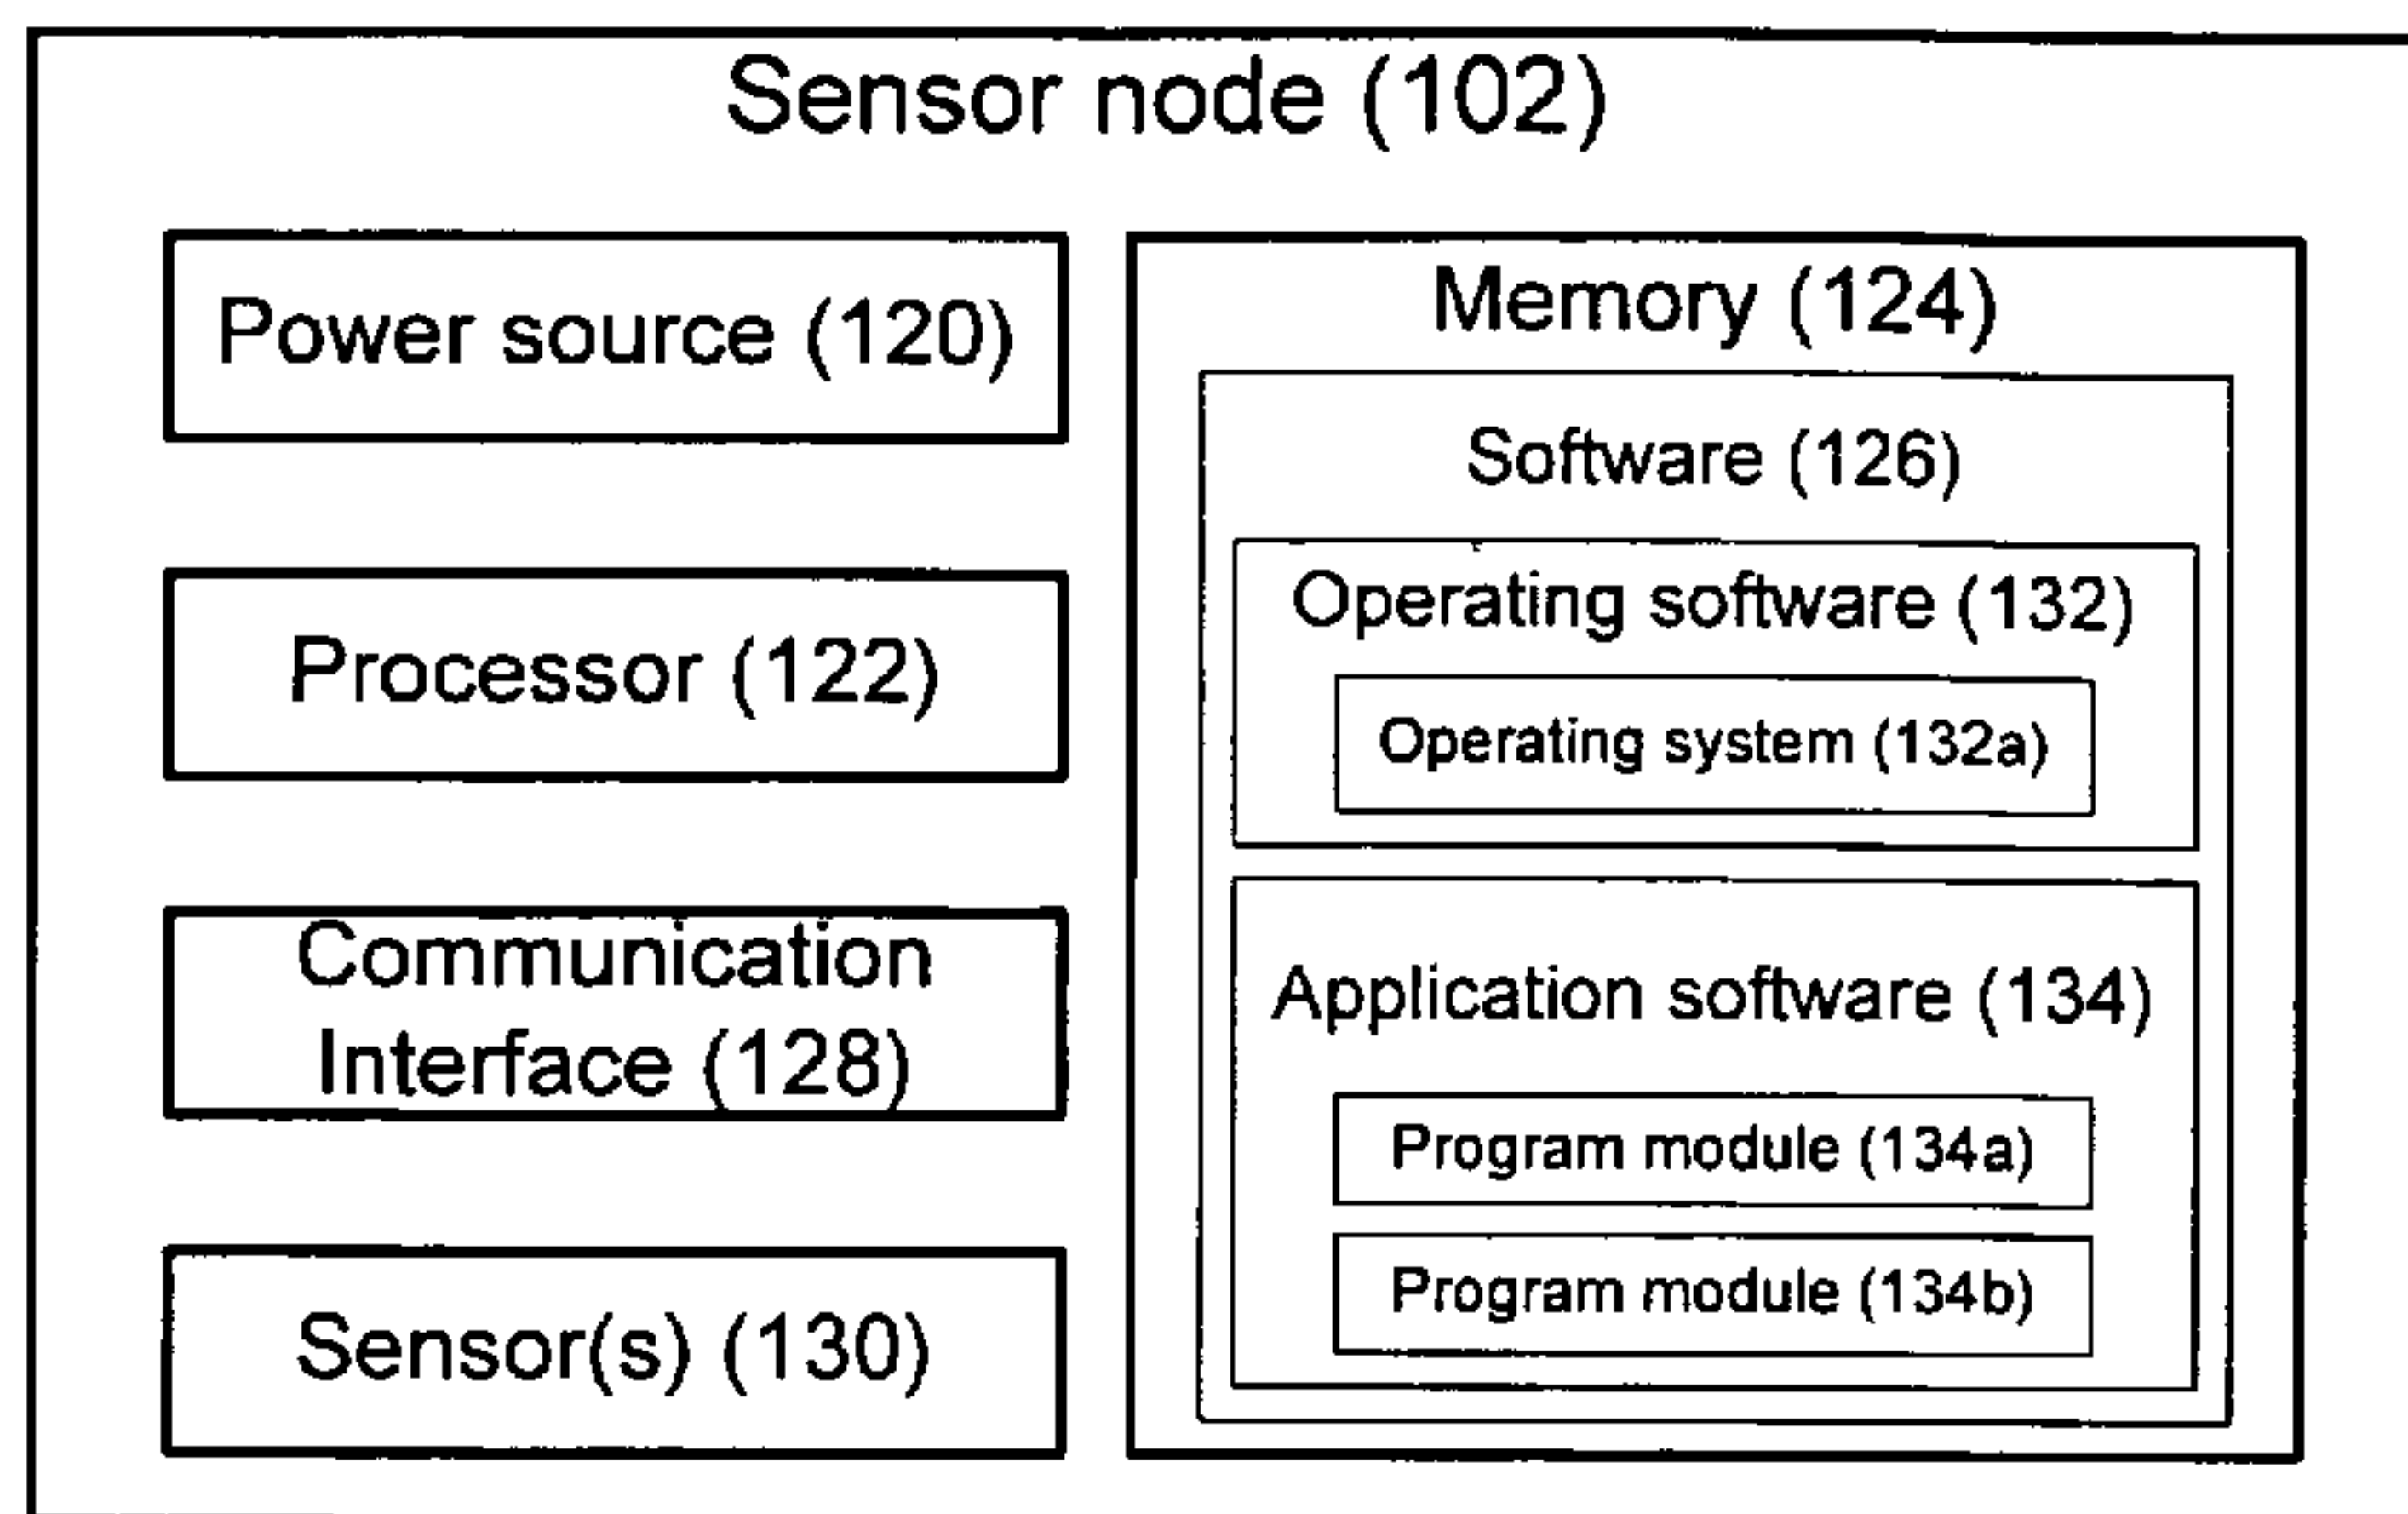 Sensor node (102)
Power source (120)
Processor (122)
Communication
Interface (128)
Sensor(s) (130)
Memory (124)
Software (126)
Operating software (132)
Operating system (132a)
Application software (134)
Program module (134a)
Program module (134b)